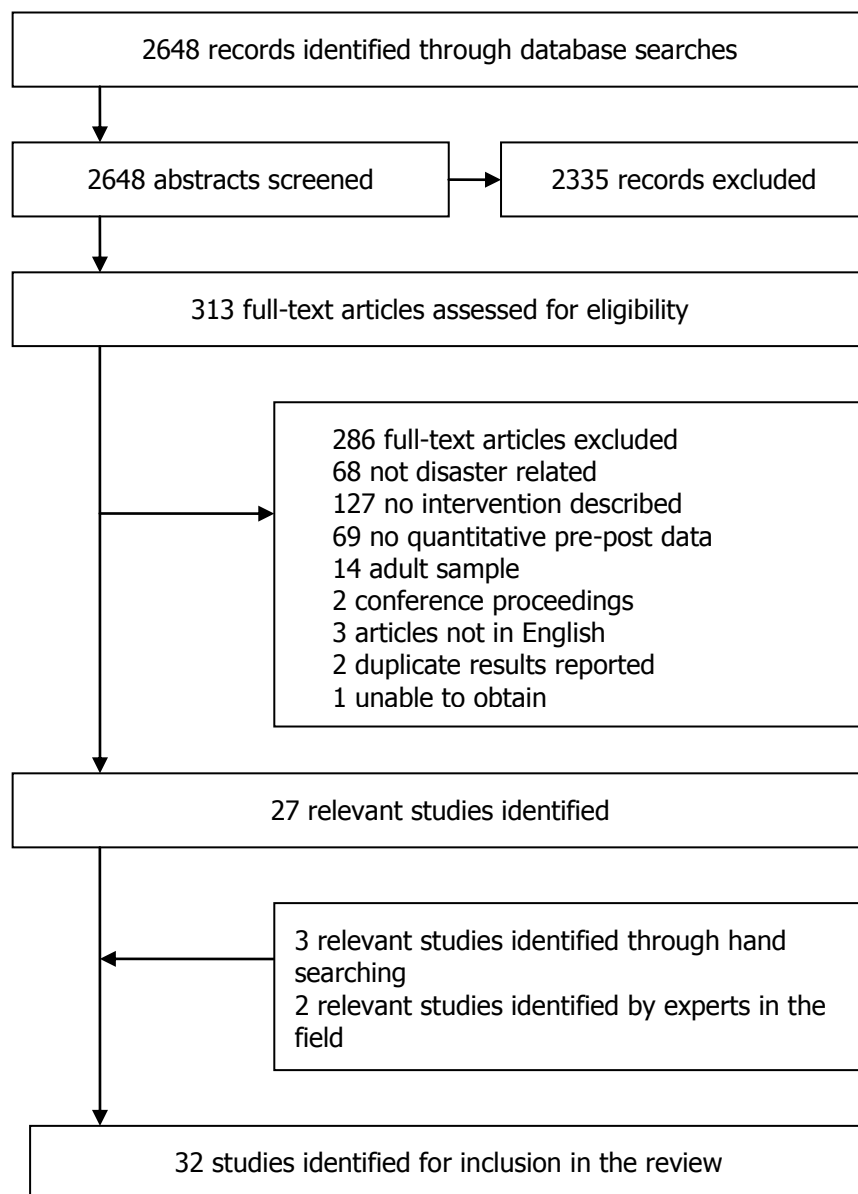 2648 records identified through database searches
2648 abstracts screened
2335 records excluded
313 full-text articles assessed for eligibility
286 full-text articles excluded
68 not disaster related
127 no intervention described
69 no quantitative pre-post data
14 adult sample
2 conference proceedings
3 articles not in English
2 duplicate results reported
1 unable to obtain
27 relevant studies identified
3 relevant studies identified through hand
searching
2 relevant studies identified by experts in the
field
32 studies identified for inclusion in the review